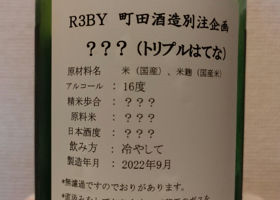 R3BY 町田酒造別注企画
???(トリプルはてな)
原材料名 : 米(国産)、米麹(国産米)
アルコール : 16度
精米歩合 : ???
原料米 : ???
日本酒度 : ???
飲み方 : 冷やして
製造年月 : 2022年9月
*無濾過ですのでおりがあります。